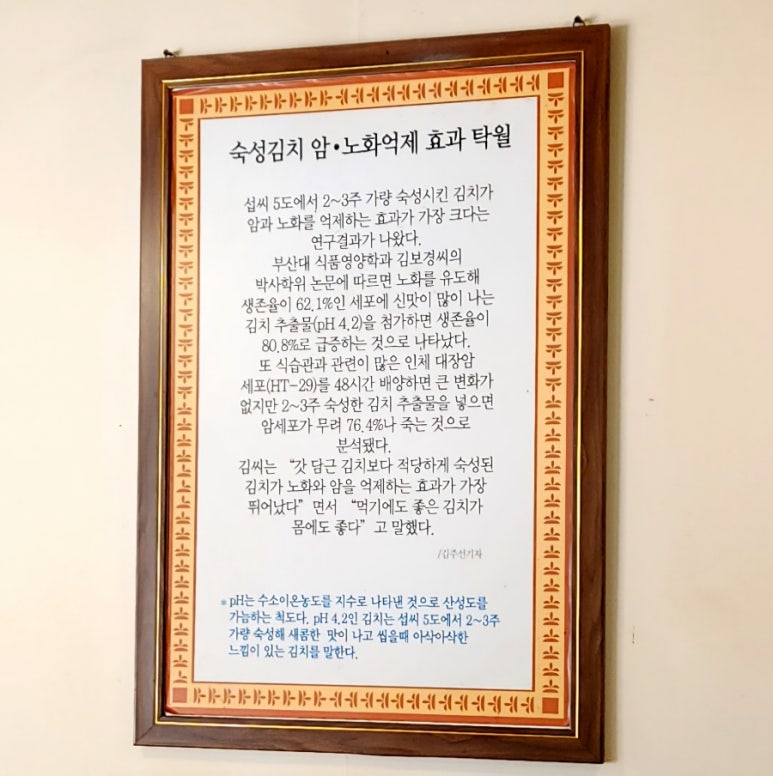 숙성김치 암•노화억제 효과 탁월
섭씨 5도에서 2~3주 가량 숙성시킨 김치가
암과 노화를 억제하는 효과가 가장 크다는
연구결과가 나왔다.
부산대 식품영양학과 김보경씨의
박사학위 논문에 따르면 노화를 유도해
생존율이 62.1%인 세포에 신맛이 많이 나는
김치 추출물(pH 4.2)을 첨가하면 생존율이
80.8%로 급증하는 것으로 나타났다.
또 식습관과 관련이 많은 인체 대장암
세포(HT-29)를 48시간 배양하면 큰 변화가
없지만 2~3주 숙성한 김치 추출물을 넣으면
암세포가 무려 76.4%나 죽는 것으로
분석됐다.
김씨는 “갓 담근 김치보다 적당하게 숙성된
김치가 노화와 암을 억제하는 효과가 가장
뛰어났다” 면서 “먹기에도 좋은 김치가
몸에도 좋다” 고 말했다.
/김주선기자
* pH는 수소이온농도를 지수로 나타낸 것으로 산성도를
가늠하는 척도다. pH 4.2인 김치는 섭씨 5도에서 2~3주
가량 숙성해 새콤한 맛이 나고 씹을때 아삭아삭한
느낌이 있는 김치를 말한다.